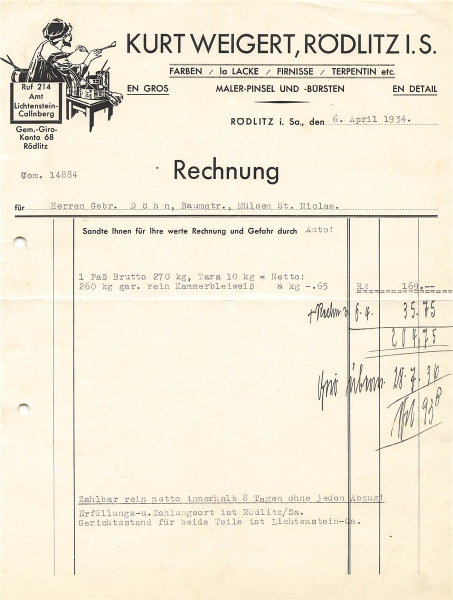 KURT WEIGERT, RÖDLITZ I. S.
FARBEN / la LACKE / FIRNISSE / TERPENTIN etc.
EN GROS MALER-PINSEL UND -BÜRSTEN EN DETAIL
Ruf 214
Amt
Lichtenstein-
Callnberg
Gem.-Giro-
Konto 68
Rödlitz
RÖDLITZ i. Sa., den 6. April 1934.
Com. 14884
Rechnung
für Herren Gebr. D ö h n, Baumstr., Mülsen St. Niclas.
Sandte Ihnen für Ihre werte Rechnung und Gefahr durch Auto!
1 Faß Brutto 270 kg, Tara 10 kg = Netto:
260 kg gar. rein Kammerbleiweiß a kg -.65 RM 169.--
6.4. 35.75
204.75
Zahlbar rein netto innerhalb 8 Tagen ohne jeden Abzug!
Erfüllungs-u.Zahlungsort ist Rödlitz/Sa.
Gerichtsstand für beide Teile ist Lichtenstein-Ca.